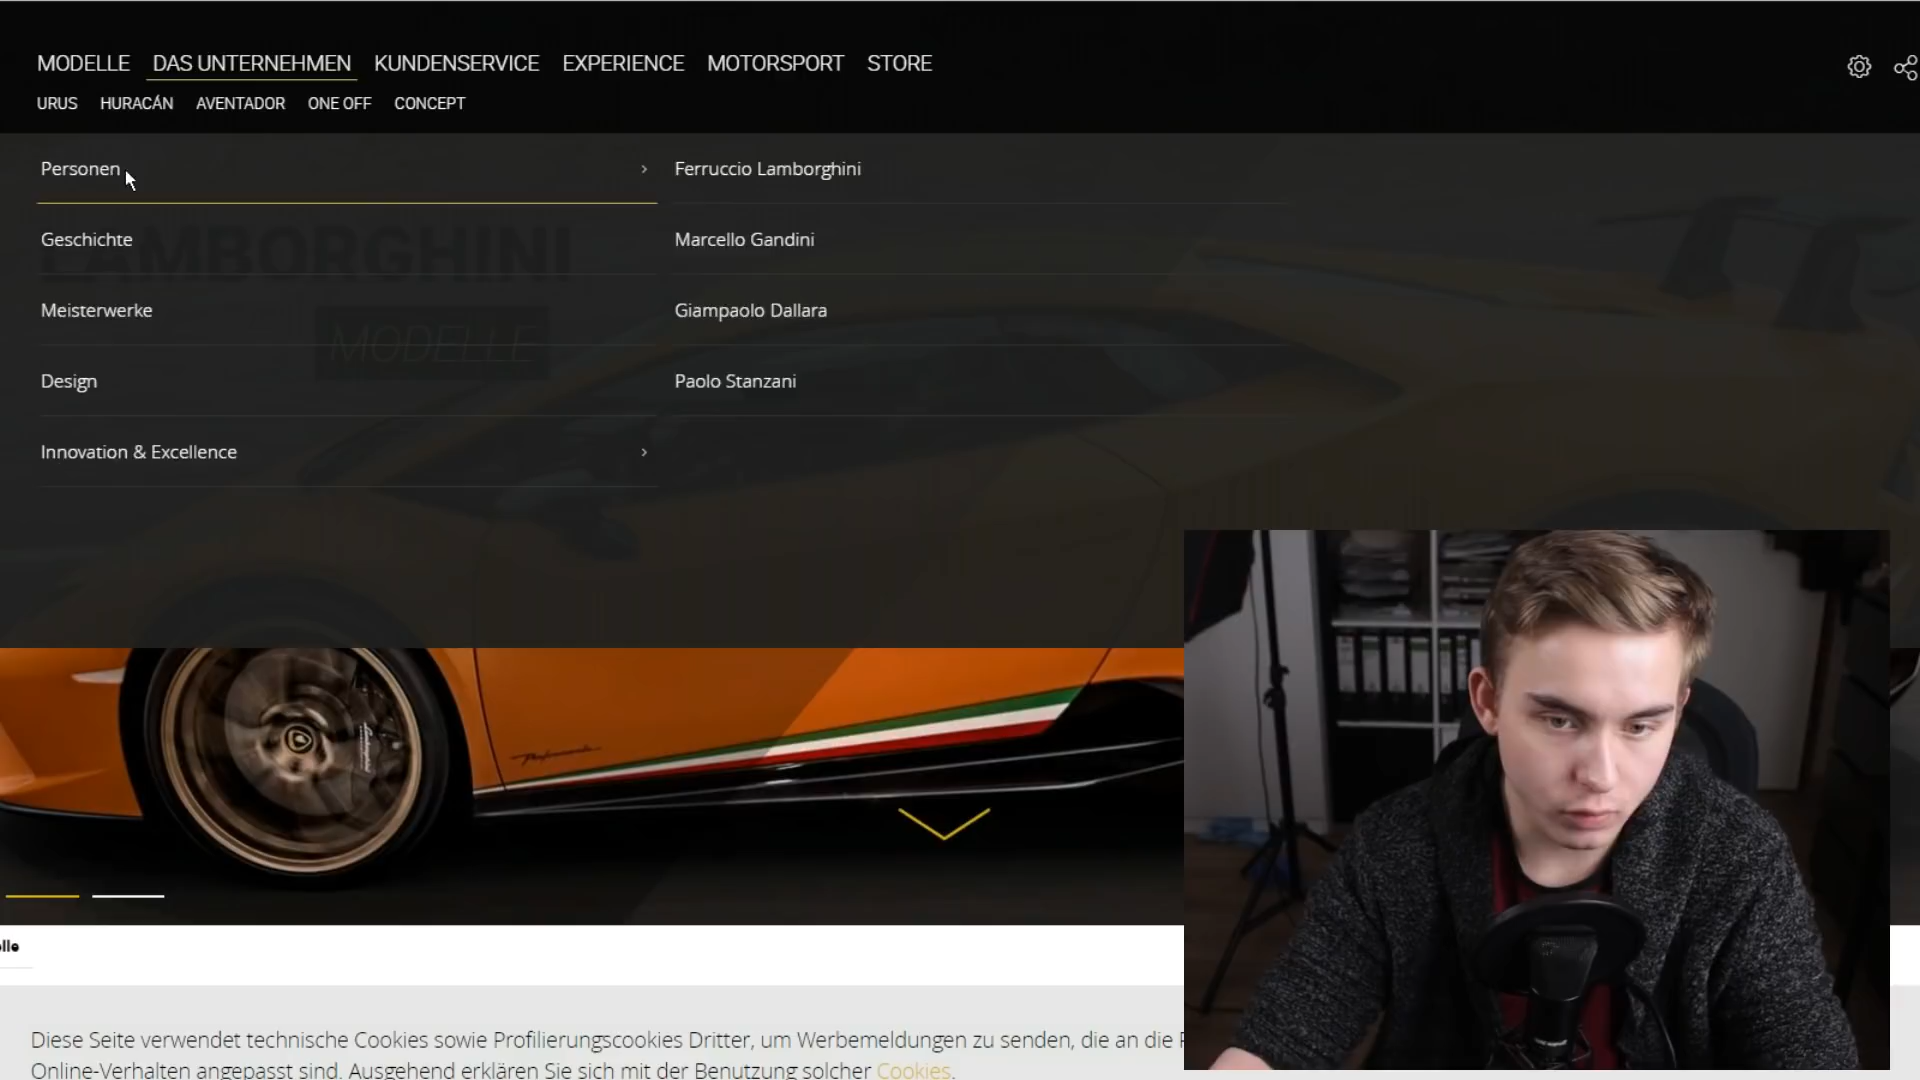 MODELLE DAS UNTERNEHMEN KUNDENSERVICE EXPERIENCE MOTORSPORT STORE
URUS HURACÁN AVENTADOR ONE OFF CONCEPT
Personen
Geschichte
Meisterwerke
Design
Innovation & Excellence
Ferruccio Lamborghini
Marcello Gandini
Giampaolo Dallara
Paolo Stanzani
LAMBORGHINI
MODELLE
Diese Seite verwendet technische Cookies sowie Profilierungscookies Dritter, um Werbemeldungen zu senden, die an die
Online-Verhalten angepasst sind. Ausgehend erklären Sie sich mit der Benutzung solcher Cookies.